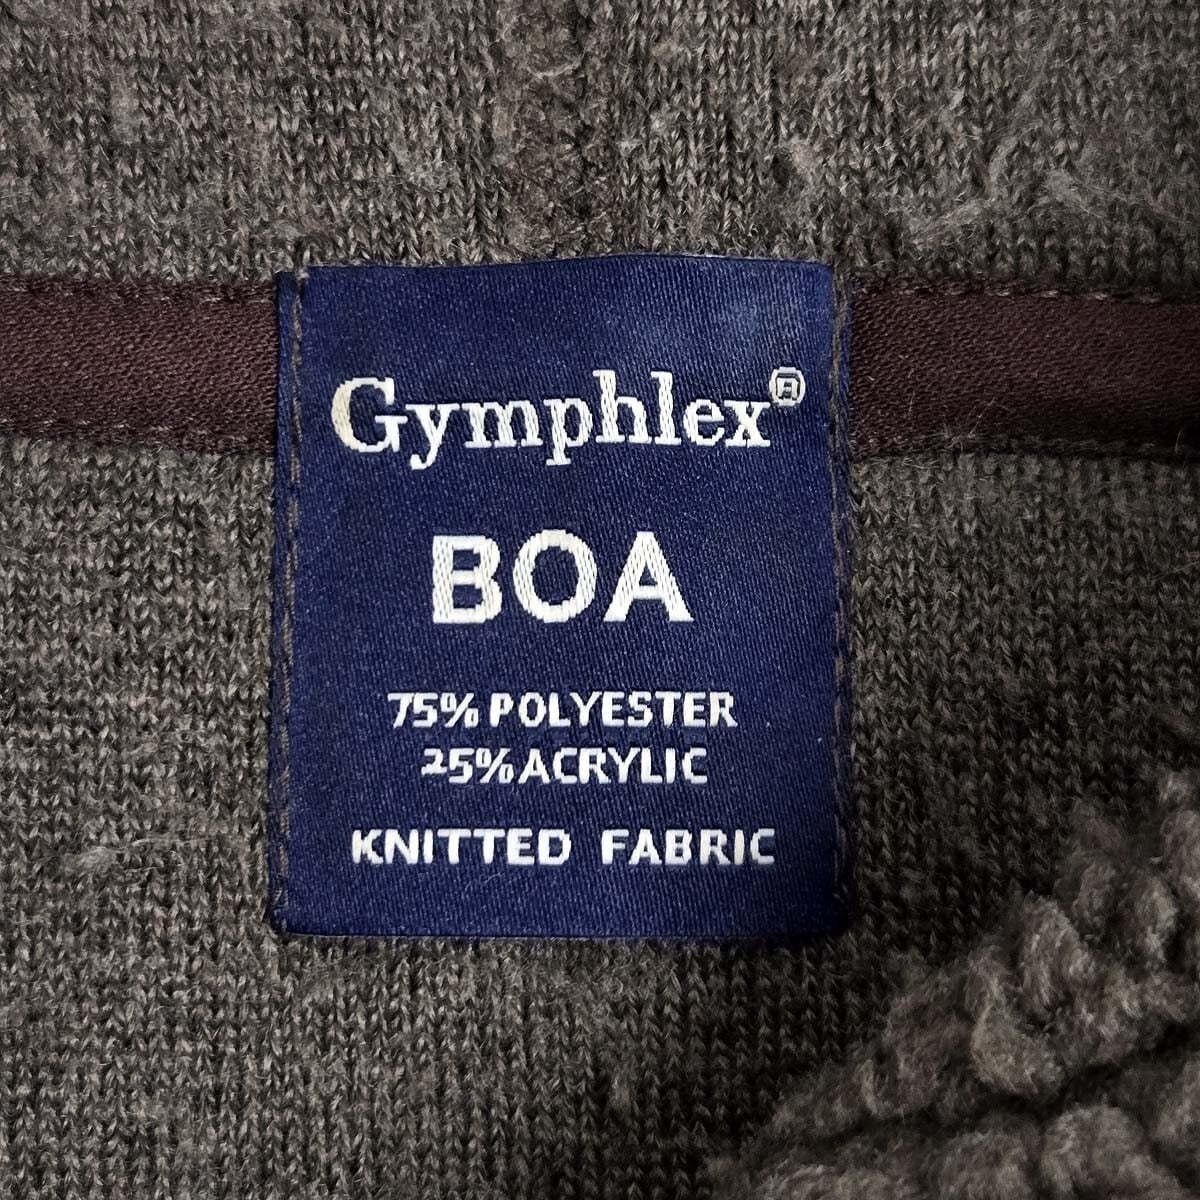 Gymphlex®
BOA
75% POLYESTER
25% ACRYLIC
KNITTED FABRIC